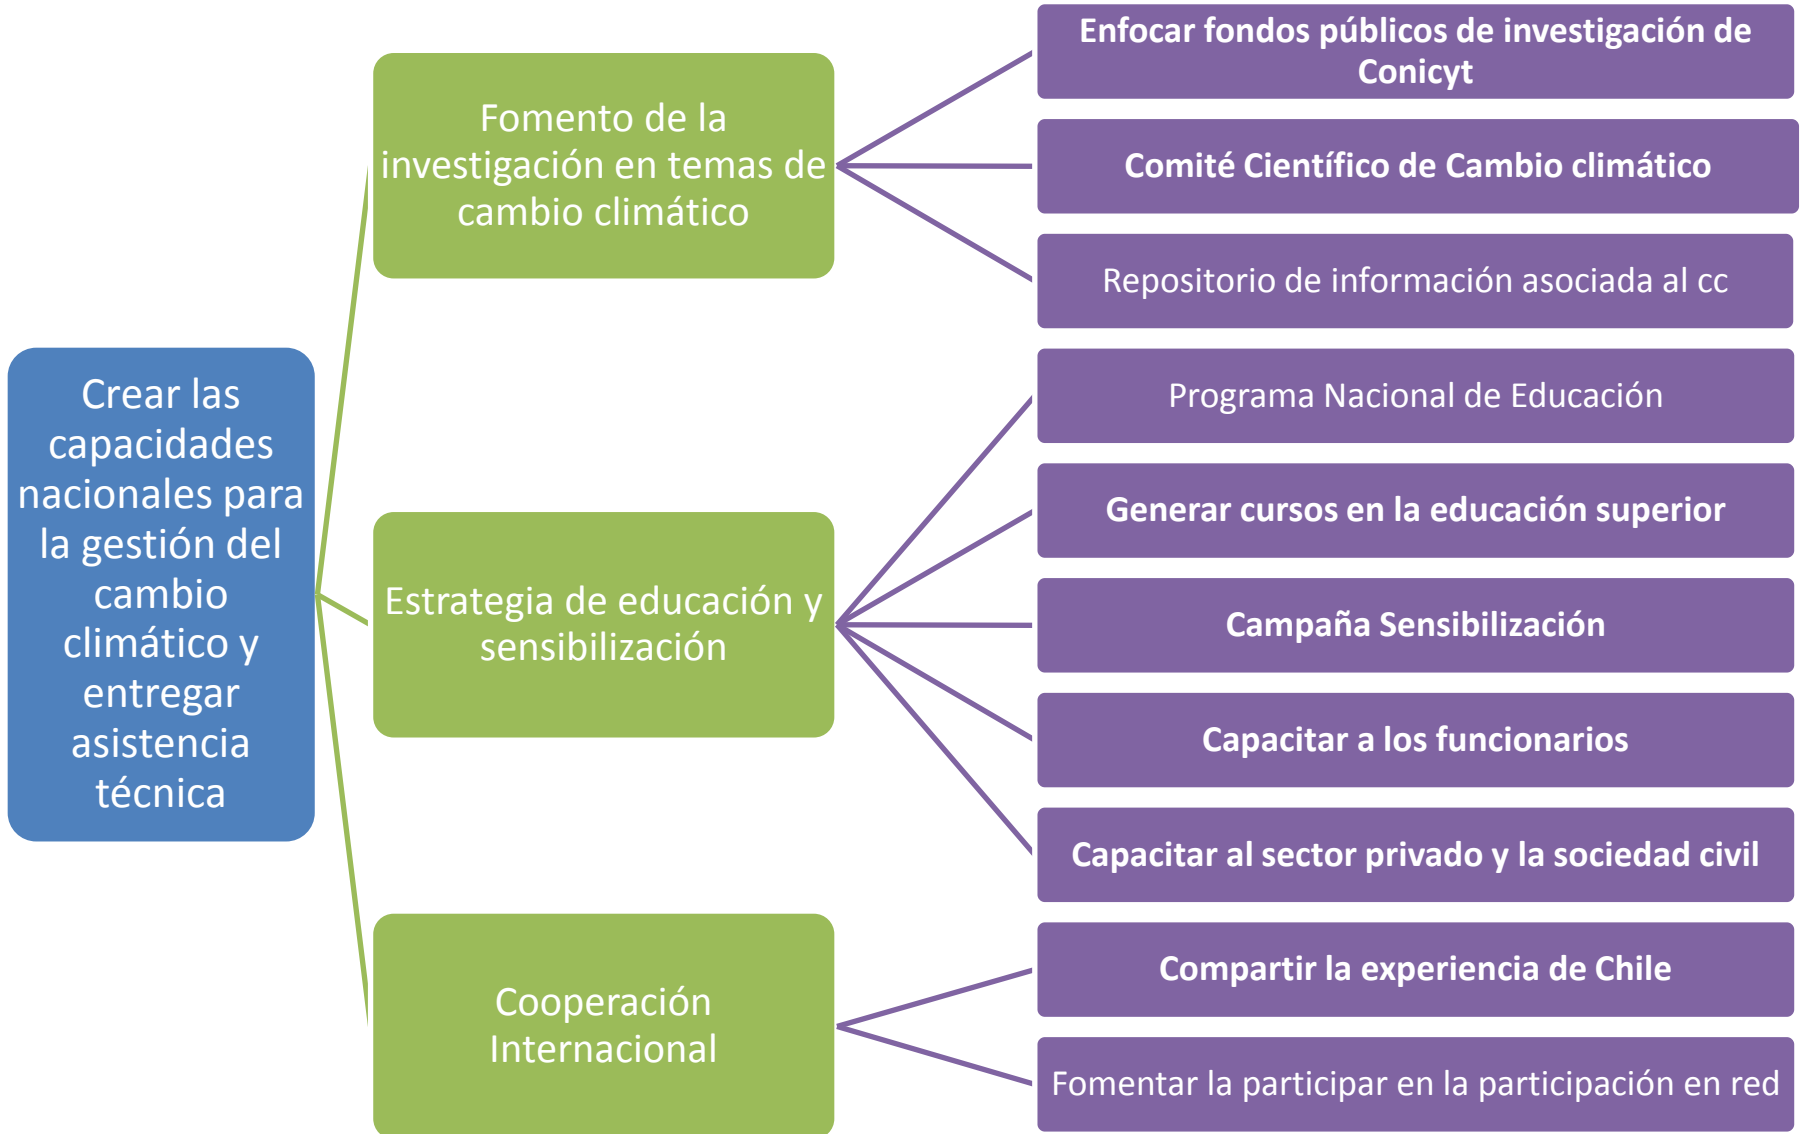 Crear las
capacidades
nacionales para
la gestión del
cambio
climático y
entregar
asistencia
técnica
Fomento de la
investigación en temas de
cambio climático
Enfocar fondos públicos de investigación de
Conicyt
Comité Científico de Cambio climático
Repositorio de información asociada al cc
Estrategia de educación y
sensibilización
Programa Nacional de Educación
Generar cursos en la educación superior
Campaña Sensibilización
Capacitar a los funcionarios
Capacitar al sector privado y la sociedad civil
Cooperación
Internacional
Compartir la experiencia de Chile
Fomentar la participar en la participación en red